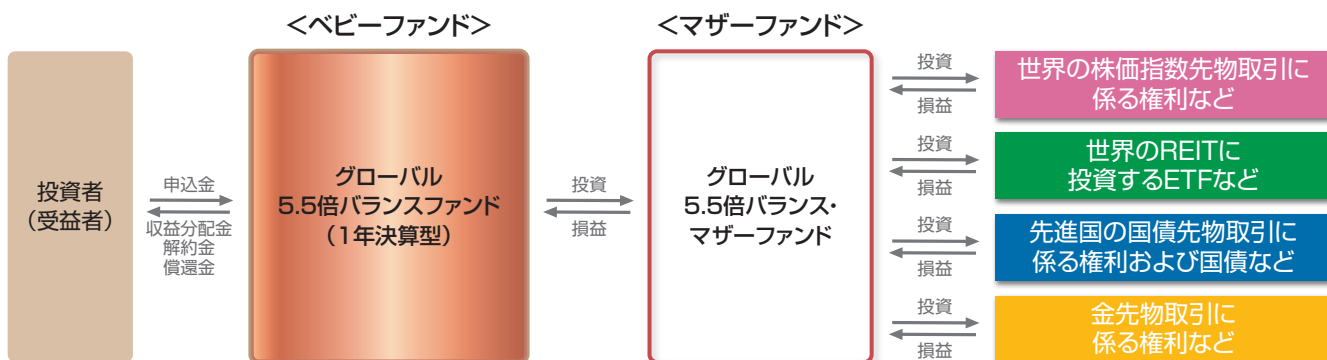 ＜ベビーファンド＞
＜マザーファンド＞
投資者
（受益者）
申込金
収益分配金
解約金
償還金
グローバル
5.5倍バランスファンド
（1年決算型）
投資
損益
グローバル
5.5倍バランス・
マザーファンド
投資
損益
世界の株価指数先物取引に
係る権利など
投資
損益
世界のREITに
投資するETFなど
投資
損益
先進国の国債先物取引に
係る権利および国債など
投資
損益
金先物取引に
係る権利など